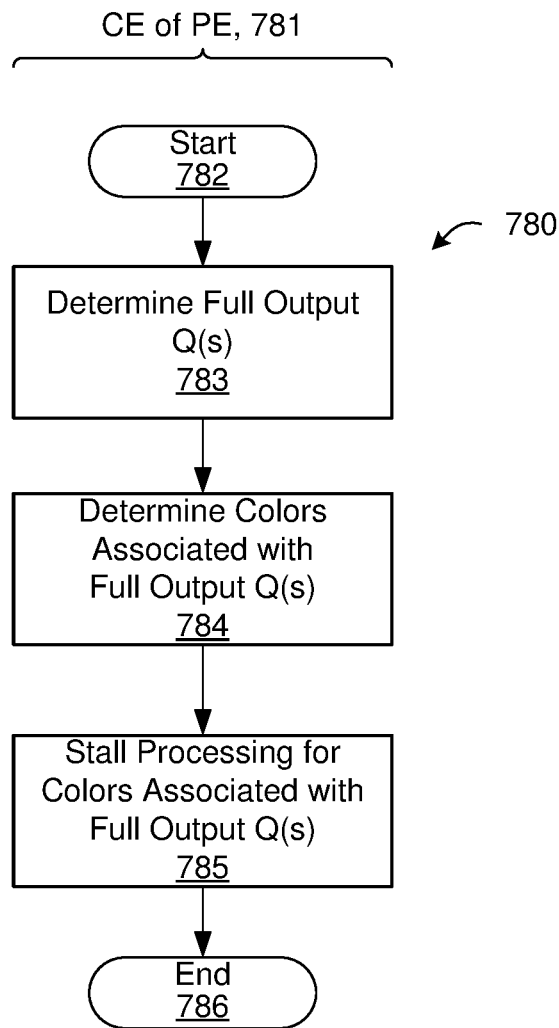 CE of PE, 781
Start
782
780
Determine Full Output
Q(s)
783
Determine Colors
Associated with
Full Output Q(s)
784
Stall Processing for
Colors Associated with
Full Output Q(s)
785
End
786